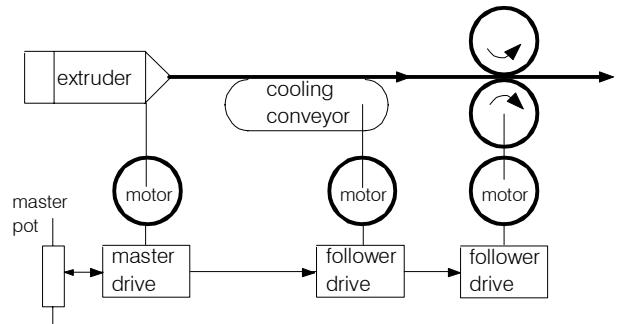 extruder
cooling
conveyor
motor
motor
motor
master
pot
master
drive
follower
drive
follower
drive